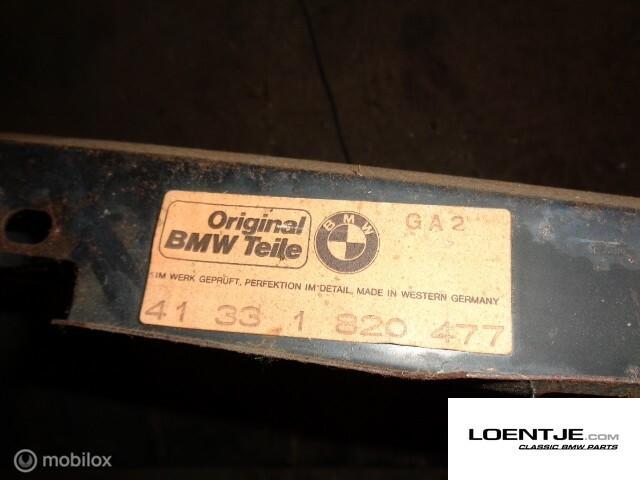 Original
BMW Teile
BMW
GA2
IM WERK GEPRÜFT, PERFEKTION IM DETAIL, MADE IN WESTERN GERMANY
41 33 1 820 477
LOENTJE.COM
CLASSIC BMW PARTS
mobilox